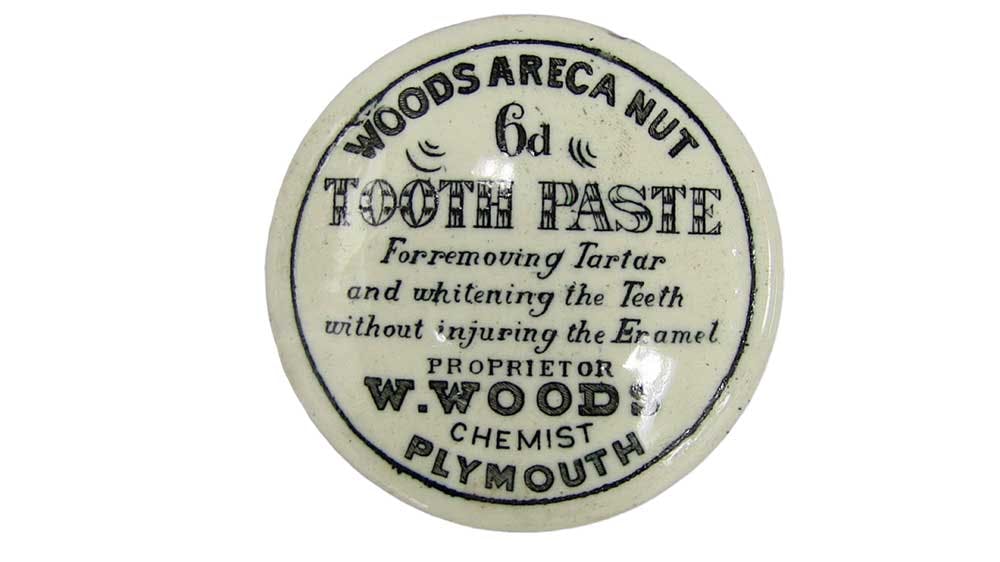 WOODS ARECA NUT
6d
TOOTH PASTE
For removing Tartar
and whitening the Teeth
without injuring the Enamel
PROPRIETOR
W. WOODS
CHEMIST
PLYMOUTH